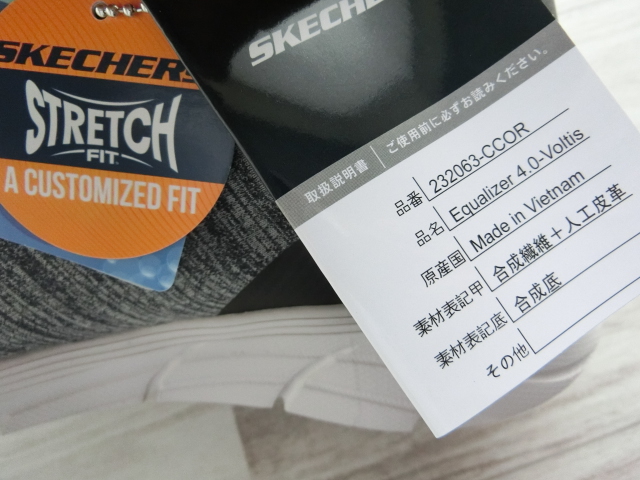 SKECHERS
STRETCH
FIT™
A CUSTOMIZED FIT
SKECHE
取扱説明書 ご使用前に必ずお読みください。
品番 232063-CCOR
品名 Equalizer 4.0-Voltis
原産国 Made in Vietnam
素材表記甲 合成繊維＋人工皮革
素材表記底 合成底
その他